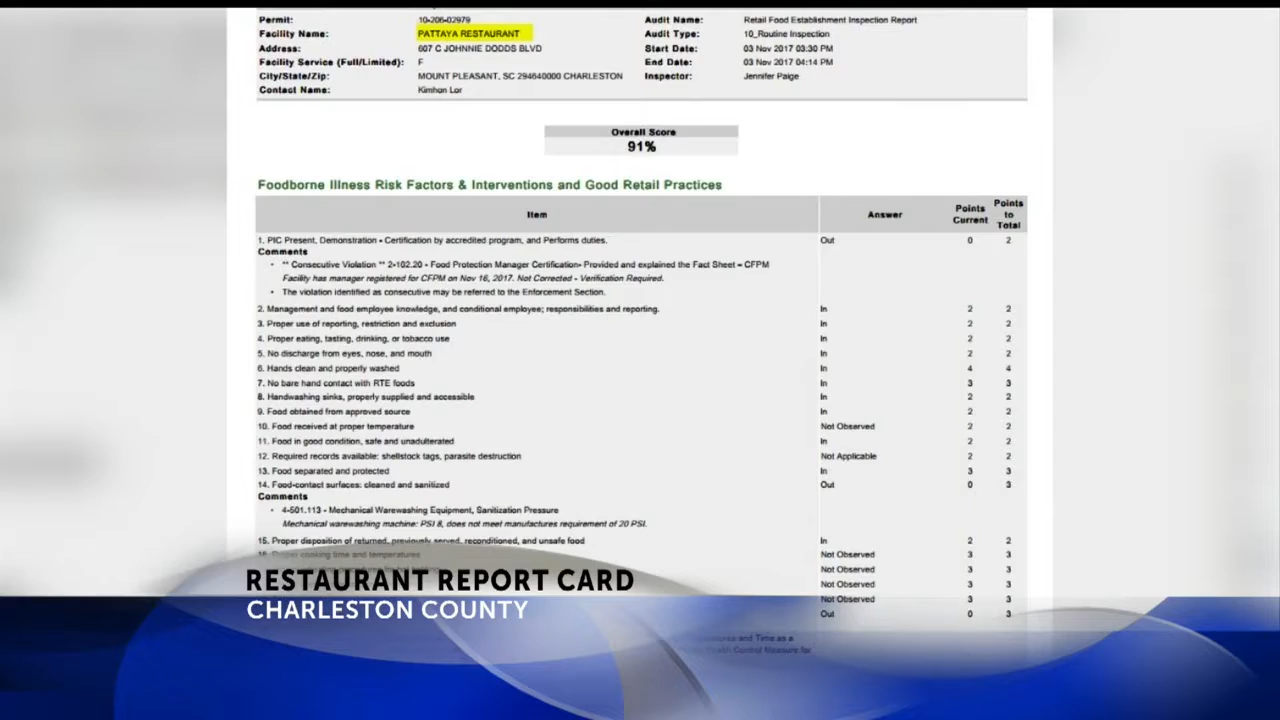 Permit: 10-206-02979 Audit Name: Retail Food Establishment Inspection Report
Facility Name: PATTAYA RESTAURANT Audit Type: 10_Routine Inspection
Address: 607 C JOHNNIE DODDS BLVD Start Date: 03 Nov 2017 03:30 PM
Facility Service (Full/Limited): F End Date: 03 Nov 2017 04:14 PM
City/State/Zip: MOUNT PLEASANT, SC 294640000 CHARLESTON Inspector: Jennifer Paige
Contact Name: Kimhon Lor
Overall Score
91%
Foodborne Illness Risk Factors & Interventions and Good Retail Practices
Item Answer Points Current Points to Total
1. PIC Present, Demonstration - Certification by accredited program, and Performs duties. Out 0 2
Comments
• ** Consecutive Violation ** 2-102.20 - Food Protection Manager Certification- Provided and explained the Fact Sheet – CFPM
Facility has manager registered for CFPM on Nov 16, 2017. Not Corrected - Verification Required.
• The violation identified as consecutive may be referred to the Enforcement Section.
2. Management and food employee knowledge, and conditional employee; responsibilities and reporting. In 2 2
3. Proper use of reporting, restriction and exclusion In 2 2
4. Proper eating, tasting, drinking, or tobacco use In 2 2
5. No discharge from eyes, nose, and mouth In 2 2
6. Hands clean and properly washed In 4 4
7. No bare hand contact with RTE foods In 3 3
8. Handwashing sinks, properly supplied and accessible In 2 2
9. Food obtained from approved source In 2 2
10. Food received at proper temperature Not Observed 2 2
11. Food in good condition, safe and unadulterated In 2 2
12. Required records available: shellstock tags, parasite destruction Not Applicable 2 2
13. Food separated and protected In 3 3
14. Food-contact surfaces: cleaned and sanitized Out 0 3
Comments
• 4-501.113 - Mechanical Warewashing Equipment, Sanitization Pressure
Mechanical warewashing machine: PSI 8, does not meet manufactures requirement of 20 PSI.
15. Proper disposition of returned, previously served, reconditioned, and unsafe food In 2 2
16. Proper cooking time and temperatures Not Observed 3 3
Not Observed 3 3
Not Observed 3 3
Not Observed 3 3
Out 0 3
and Time as a
Health Control Measure for
RESTAURANT REPORT CARD
CHARLESTON COUNTY